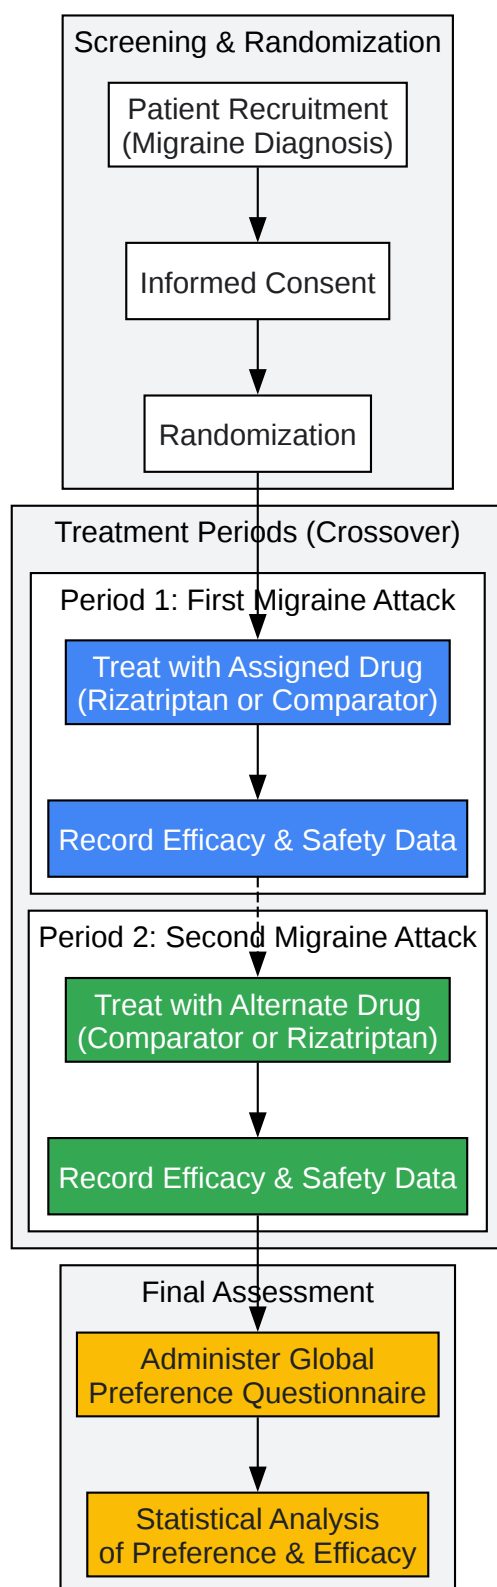 Screening & Randomization
Patient Recruitment
(Migraine Diagnosis)
Informed Consent
Randomization
Treatment Periods (Crossover)
Period 1: First Migraine Attack
Treat with Assigned Drug
(Rizatriptan or Comparator)
Record Efficacy & Safety Data
Period 2: Second Migraine Attack
Treat with Alternate Drug
(Comparator or Rizatriptan)
Record Efficacy & Safety Data
Final Assessment
Administer Global
Preference Questionnaire
Statistical Analysis
of Preference & Efficacy